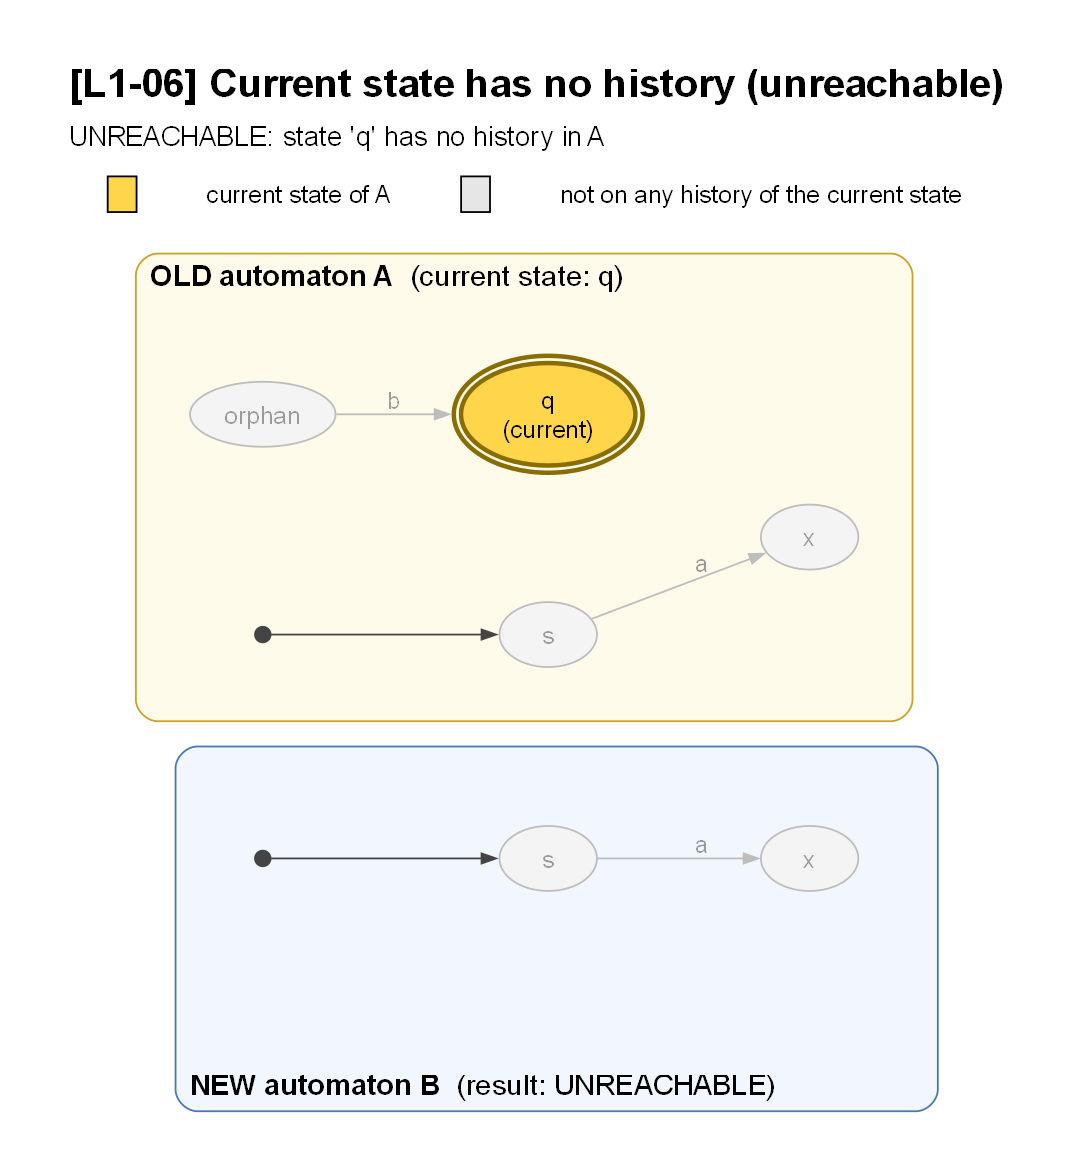 [L1-06] Current state has no history (unreachable)
UNREACHABLE: state 'q' has no history in A
current state of A
not on any history of the current state
OLD automaton A (current state: q)
orphan
b
q
(current)
x
a
s
s
a
x
NEW automaton B (result: UNREACHABLE)